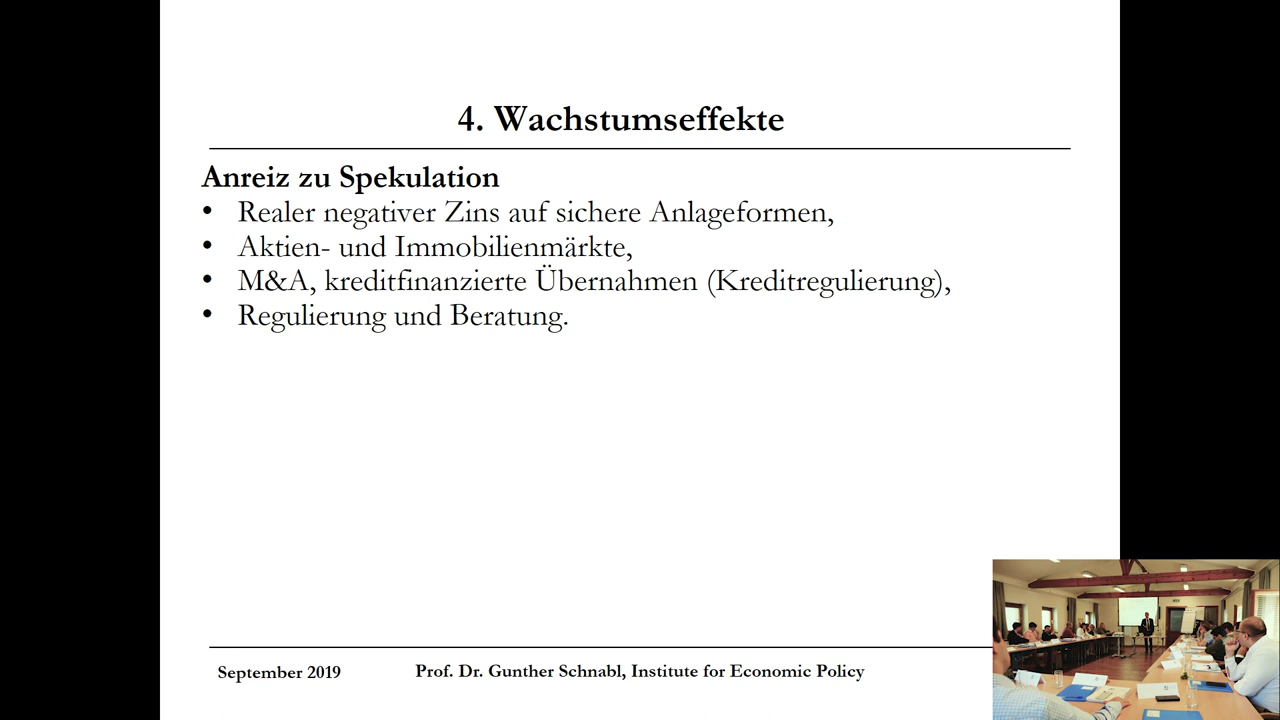 4. Wachstumseffekte
Anreiz zu Spekulation
• Realer negativer Zins auf sichere Anlageformen,
• Aktien- und Immobilienmärkte,
• M&A, kreditfinanzierte Übernahmen (Kreditregulierung),
• Regulierung und Beratung.
September 2019
Prof. Dr. Gunther Schnabl, Institute for Economic Policy